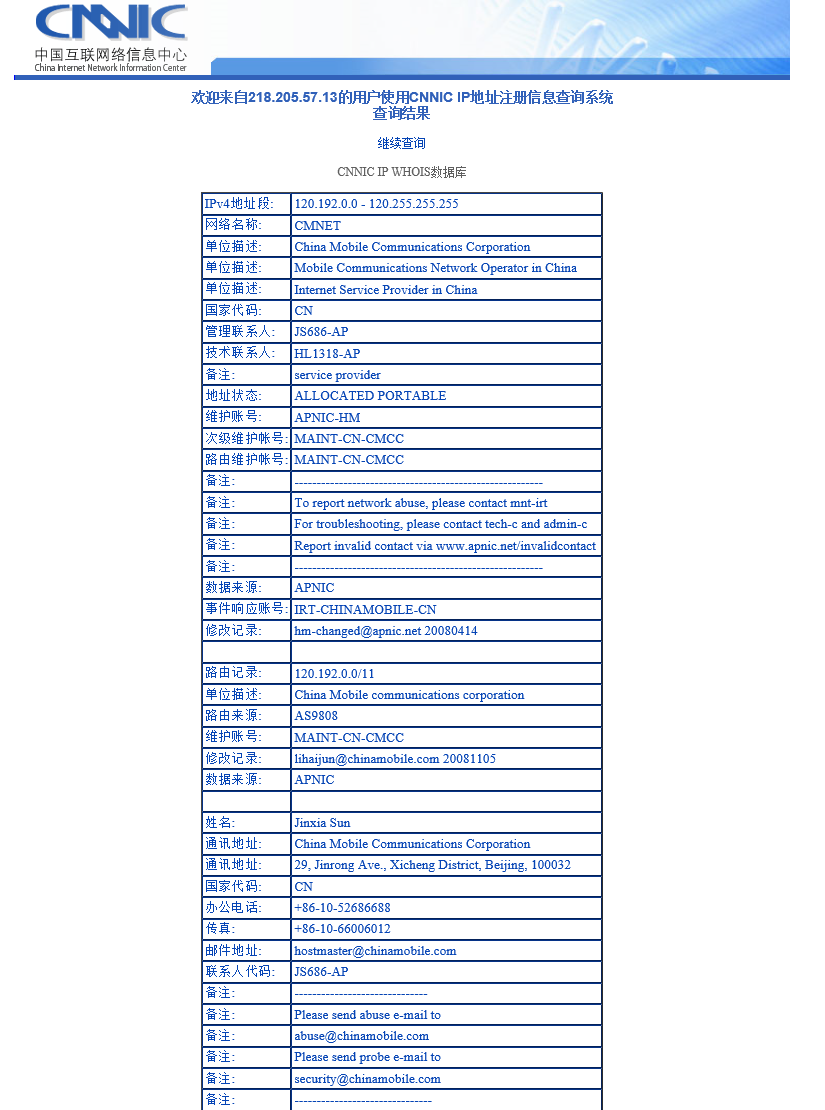 CNNIC
中国互联网络信息中心
China Internet Network Information Center
欢迎来自218.205.57.13的用户使用CNNIC IP地址注册信息查询系统
查询结果
继续查询
CNNIC IP WHOIS数据库
IPv4地址段: 120.192.0.0 - 120.255.255.255
网络名称: CMNET
单位描述: China Mobile Communications Corporation
单位描述: Mobile Communications Network Operator in China
单位描述: Internet Service Provider in China
国家代码: CN
管理联系人: JS686-AP
技术联系人: HL1318-AP
备注: service provider
地址状态: ALLOCATED PORTABLE
维护账号: APNIC-HM
次级维护帐号: MAINT-CN-CMCC
路由维护帐号: MAINT-CN-CMCC
备注: --------------------------------------------------------
备注: To report network abuse, please contact mnt-irt
备注: For troubleshooting, please contact tech-c and admin-c
备注: Report invalid contact via www.apnic.net/invalidcontact
备注: --------------------------------------------------------
数据来源: APNIC
事件响应账号: IRT-CHINAMOBILE-CN
修改记录: hm-changed@apnic.net 20080414
路由记录: 120.192.0.0/11
单位描述: China Mobile communications corporation
路由来源: AS9808
维护账号: MAINT-CN-CMCC
修改记录: lihaijun@chinamobile.com 20081105
数据来源: APNIC
姓名: Jinxia Sun
通讯地址: China Mobile Communications Corporation
通讯地址: 29, Jinrong Ave., Xicheng District, Beijing, 100032
国家代码: CN
办公电话: +86-10-52686688
传真: +86-10-66006012
邮件地址: hostmaster@chinamobile.com
联系人代码: JS686-AP
备注: ------------------------------
备注: Please send abuse e-mail to
备注: abuse@chinamobile.com
备注: Please send probe e-mail to
备注: security@chinamobile.com
备注: -------------------------------